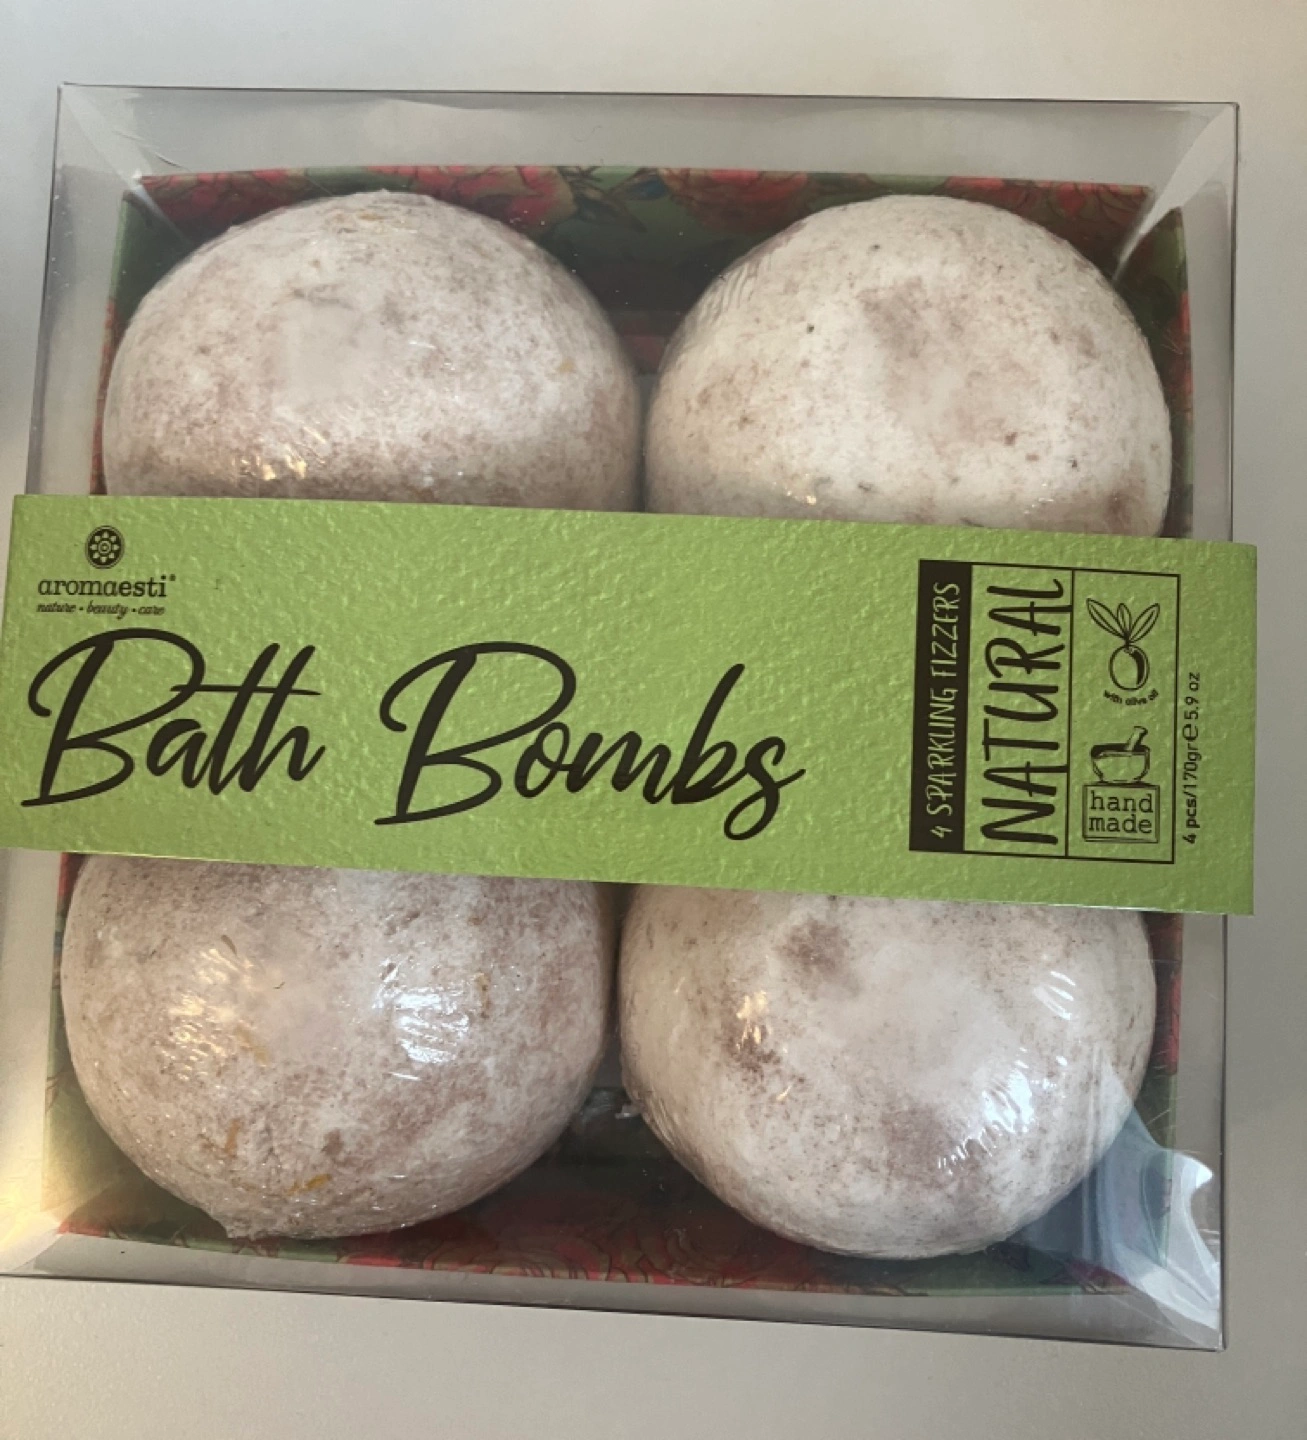 aromaesti®
nature • beauty • care
Bath Bombs
4 SPARKLING FIZZERS
NATURAL
with olive oil
hand
made
4 pcs/170gr℮5.9 oz